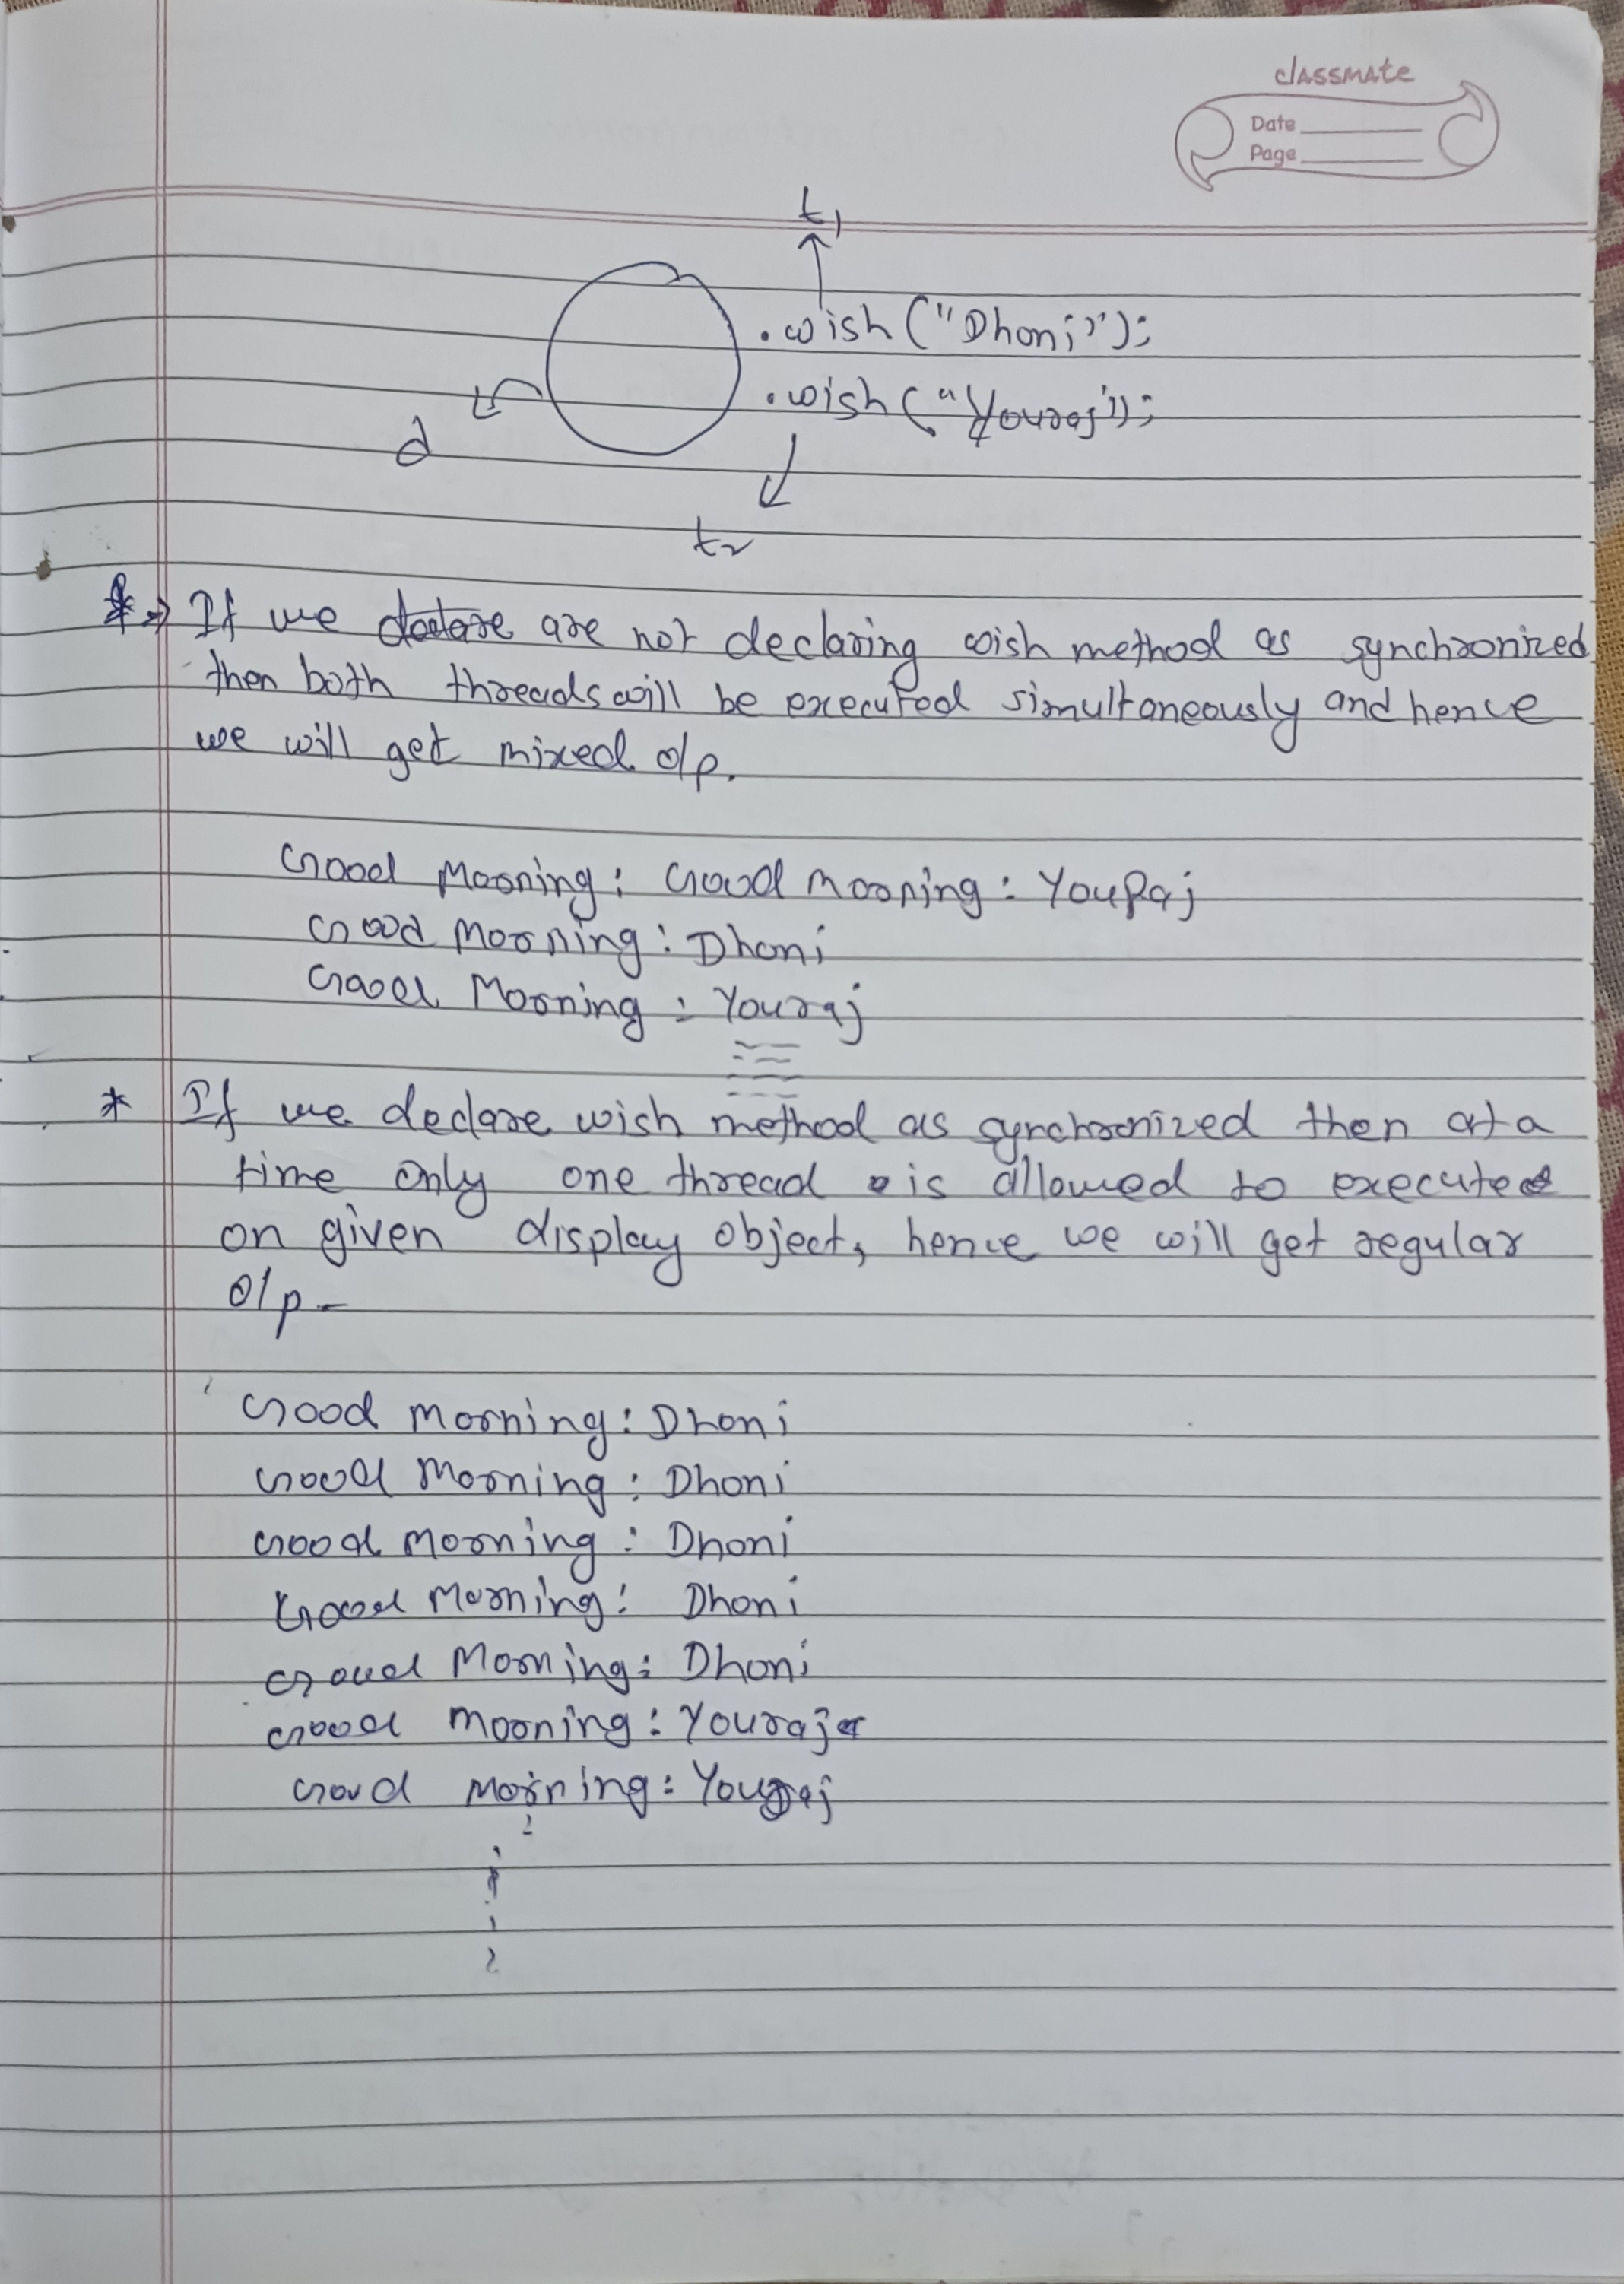 classmate
Date
Page
t1
.wish ("Dhoni");
.wish ("Youraj");
d
t2
*→ If we declare are not declaring wish method as synchronized
then both threads will be executed simultaneously and hence
we will get mixed o/p.
Good Morning: Good morning: Youraj
Good Morning: Dhoni
Good Morning: Youraj
* If we declare wish method as synchronized then at a
time only one thread is allowed to execute
on given display object, hence we will get regular
o/p-
Good morning: Dhoni
Good Morning: Dhoni
Good Morning: Dhoni
Good Morning: Dhoni
Good Morning: Dhoni
Good morning: Youraj
Good morning: Youraj